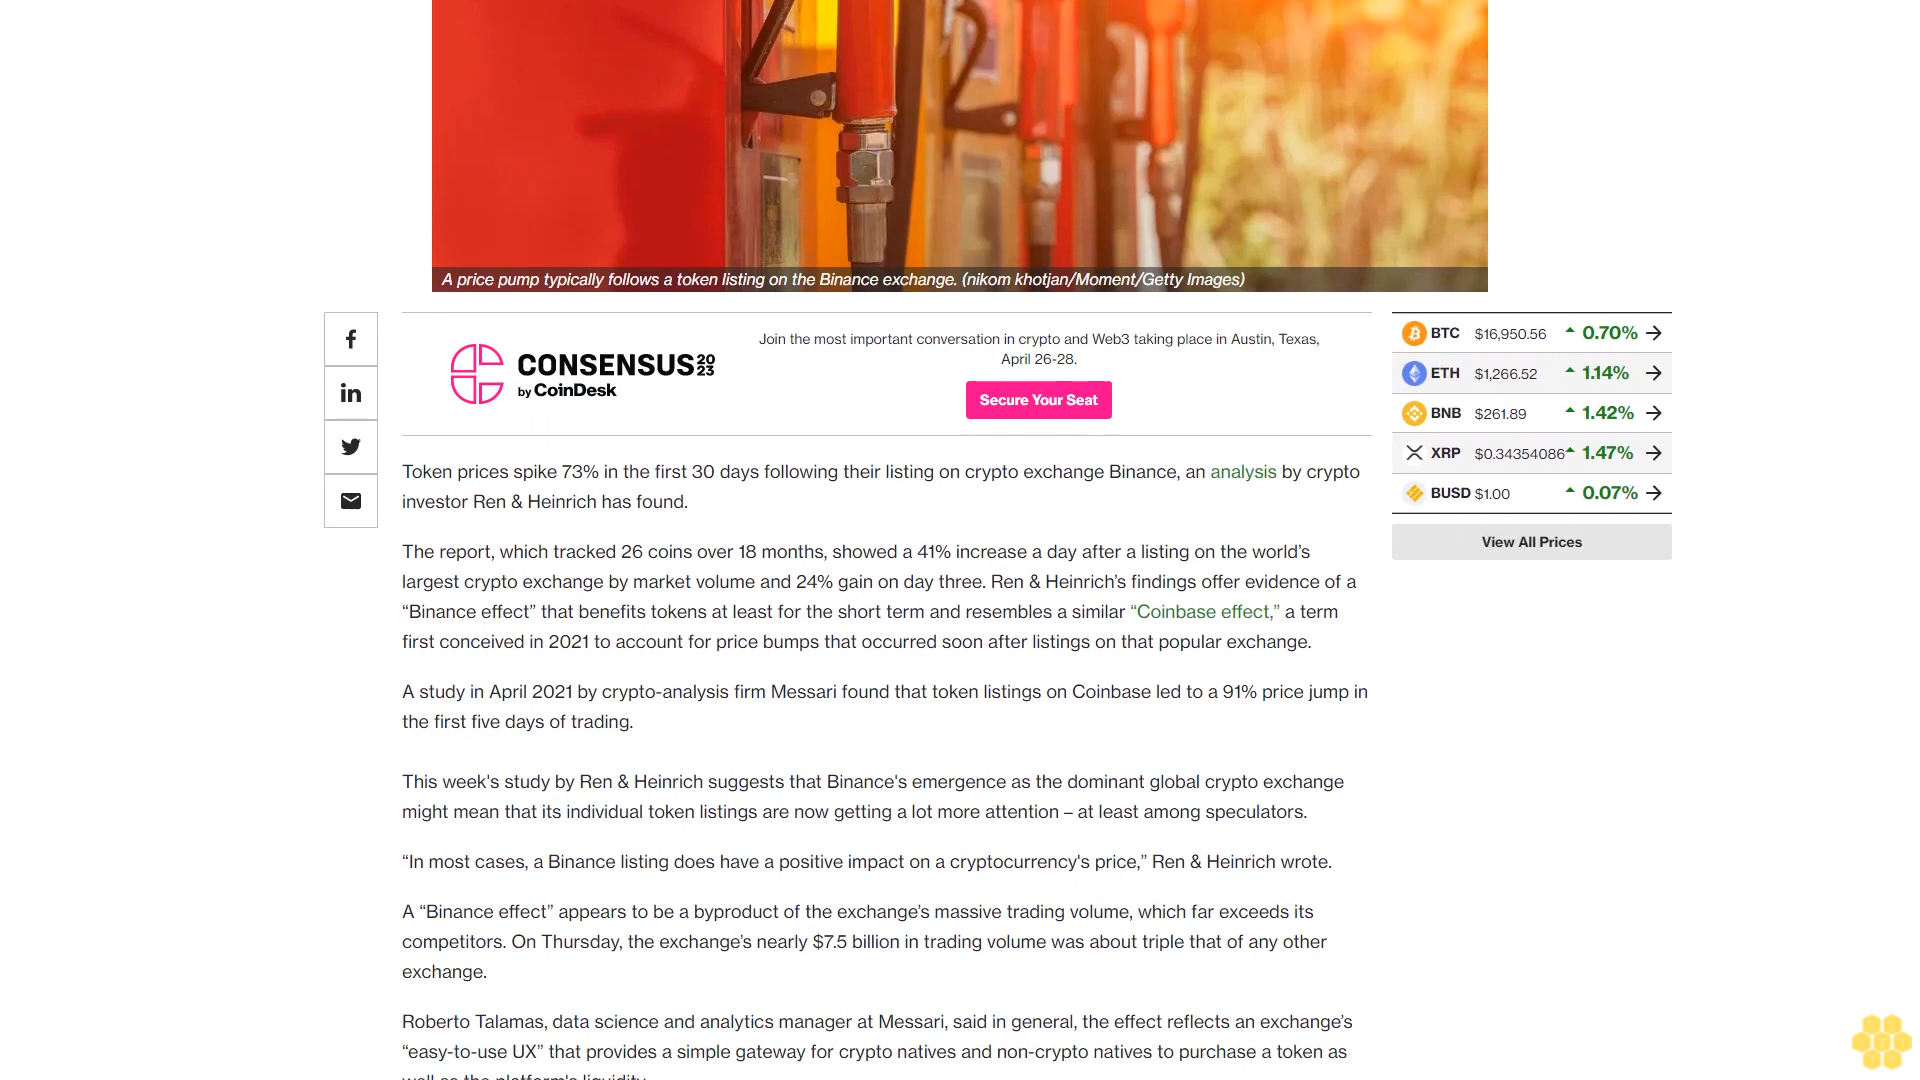 A price pump typically follows a token listing on the Binance exchange. (nikom khotjan/Moment/Getty Images)
CONSENSUS 20 23
by CoinDesk
Join the most important conversation in crypto and Web3 taking place in Austin, Texas,
April 26-28.
Secure Your Seat
BTC $16,950.56 0.70%
ETH $1,266.52 1.14%
BNB $261.89 1.42%
XRP $0.34354086 1.47%
BUSD $1.00 0.07%
View All Prices
Token prices spike 73% in the first 30 days following their listing on crypto exchange Binance, an analysis by crypto
investor Ren & Heinrich has found.
The report, which tracked 26 coins over 18 months, showed a 41% increase a day after a listing on the world’s
largest crypto exchange by market volume and 24% gain on day three. Ren & Heinrich’s findings offer evidence of a
“Binance effect” that benefits tokens at least for the short term and resembles a similar “Coinbase effect,” a term
first conceived in 2021 to account for price bumps that occurred soon after listings on that popular exchange.
A study in April 2021 by crypto-analysis firm Messari found that token listings on Coinbase led to a 91% price jump in
the first five days of trading.
This week's study by Ren & Heinrich suggests that Binance's emergence as the dominant global crypto exchange
might mean that its individual token listings are now getting a lot more attention – at least among speculators.
“In most cases, a Binance listing does have a positive impact on a cryptocurrency's price,” Ren & Heinrich wrote.
A “Binance effect” appears to be a byproduct of the exchange’s massive trading volume, which far exceeds its
competitors. On Thursday, the exchange’s nearly $7.5 billion in trading volume was about triple that of any other
exchange.
Roberto Talamas, data science and analytics manager at Messari, said in general, the effect reflects an exchange’s
“easy-to-use UX” that provides a simple gateway for crypto natives and non-crypto natives to purchase a token as
well as the platform's liquidity.